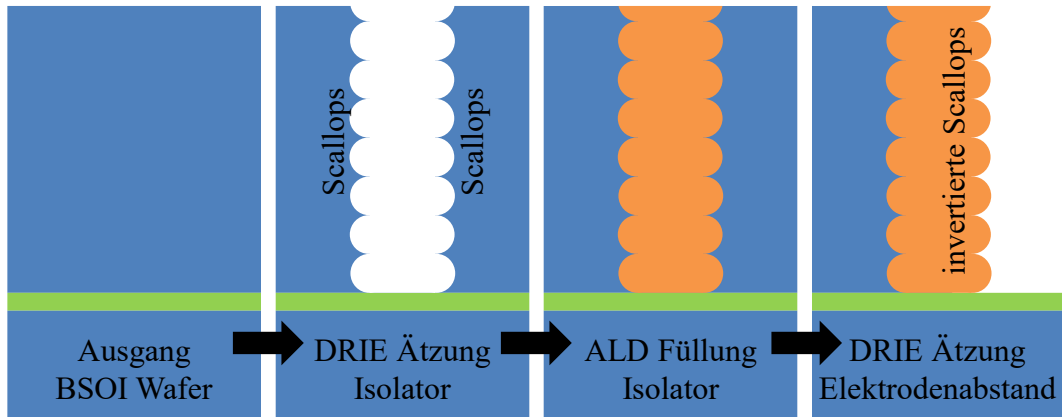 Scallops
Scallops
invertierte Scallops
Ausgang
BSOI Wafer
DRIE Ätzung
Isolator
ALD Füllung
Isolator
DRIE Ätzung
Elektrodenabstand